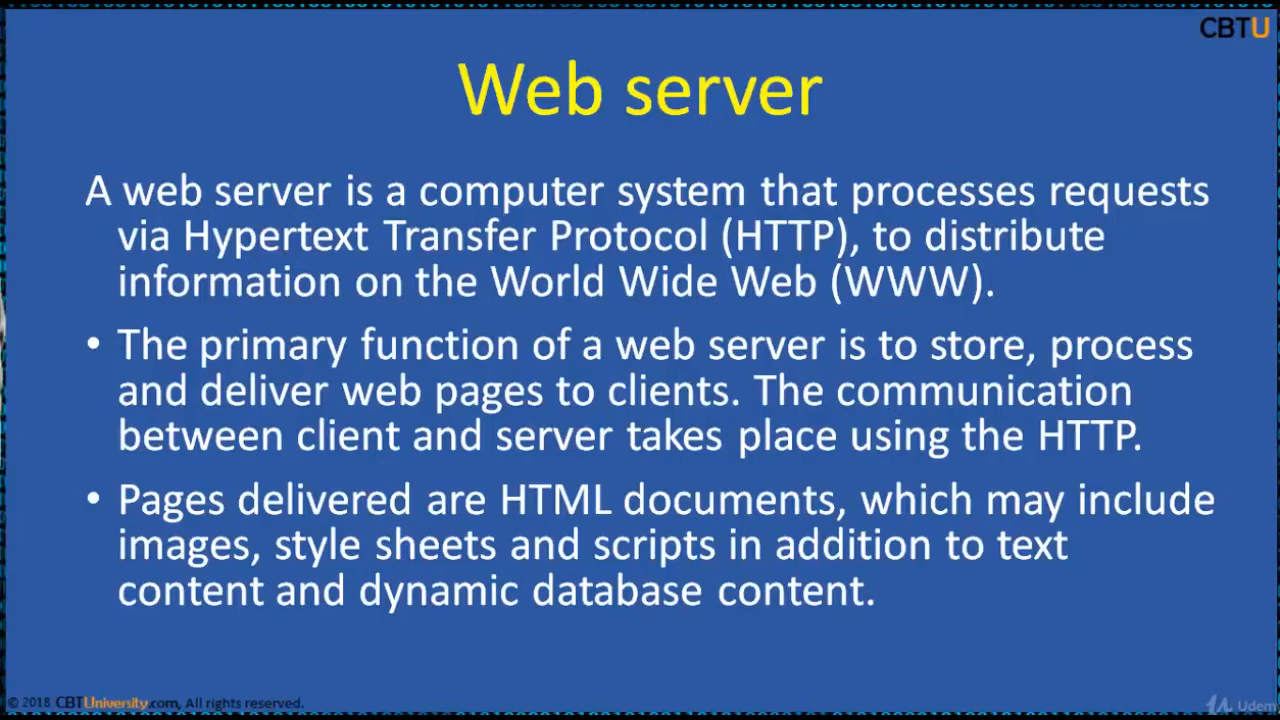 CBTU
Web server
A web server is a computer system that processes requests
via Hypertext Transfer Protocol (HTTP), to distribute
information on the World Wide Web (WWW).
• The primary function of a web server is to store, process
and deliver web pages to clients. The communication
between client and server takes place using the HTTP.
• Pages delivered are HTML documents, which may include
images, style sheets and scripts in addition to text
content and dynamic database content.
© 2018 CBTUniversity.com, All rights reserved.